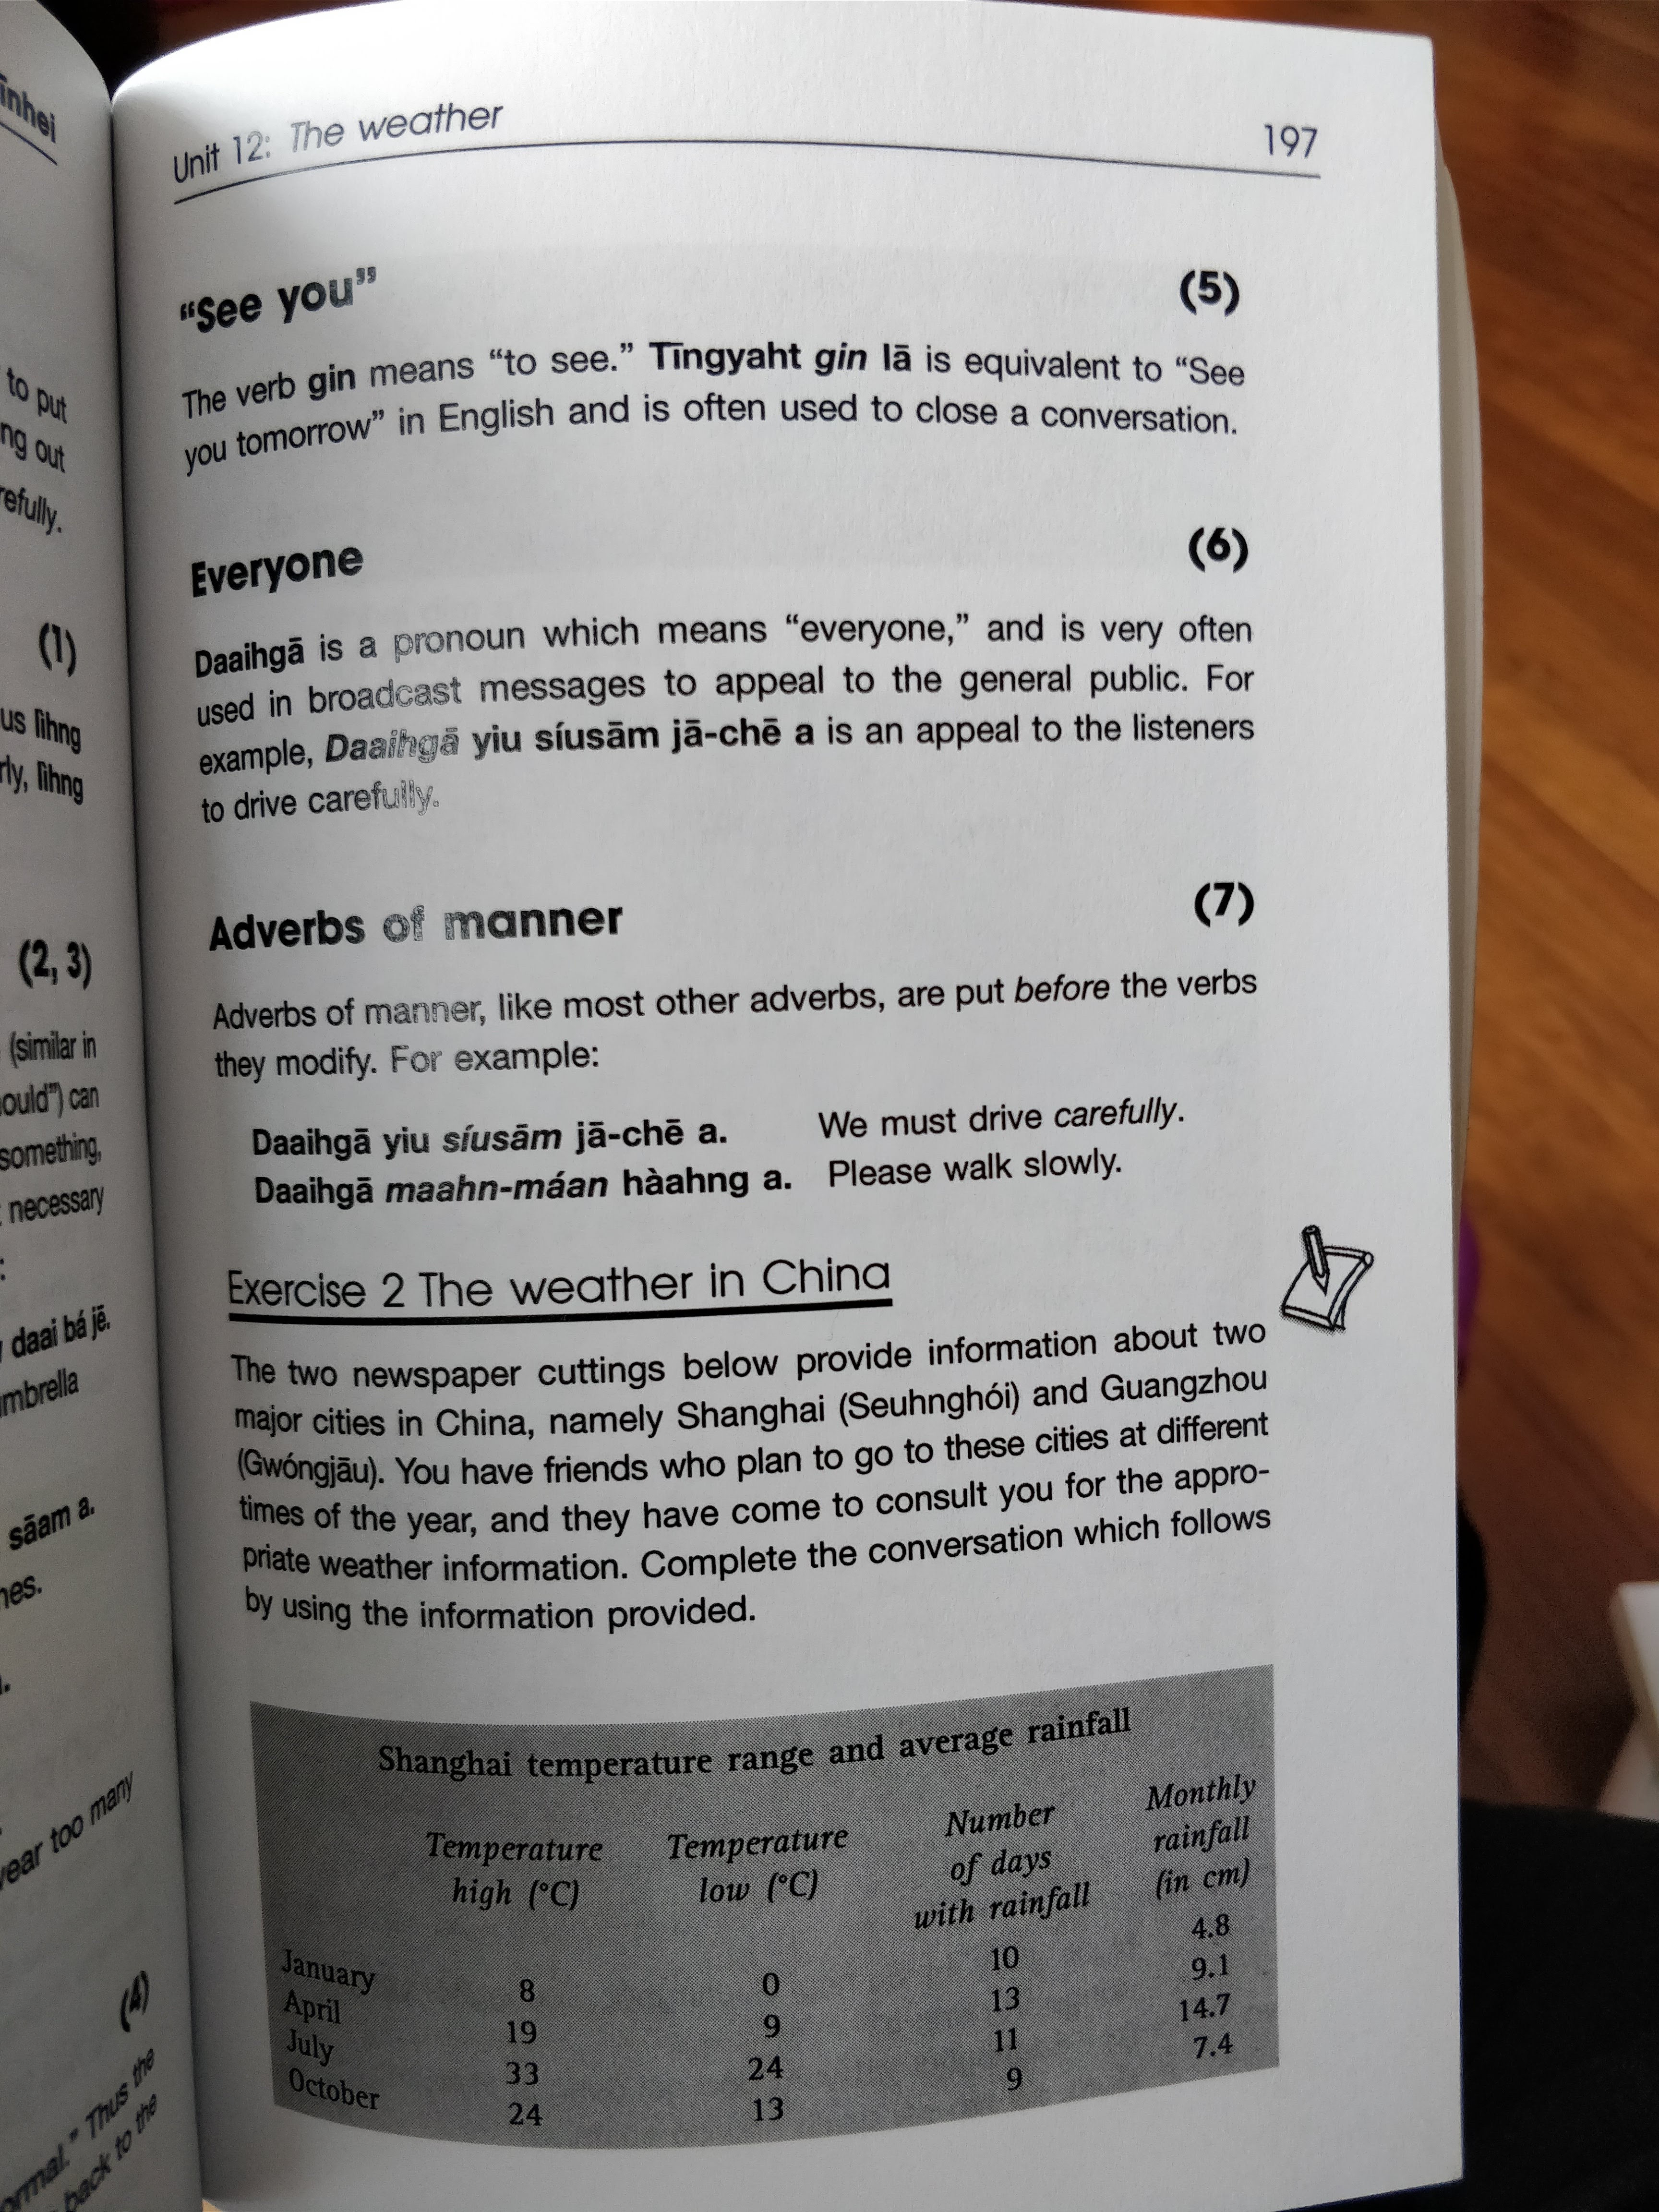 inhei
to put
ng out
refully.
(1)
us lihng
rly, lihng
(2, 3)
(similar in
ould") can
something,
necessary
:
daai bá jē.
mbrella
sāam a.
nes.
wear too many
(4)
ormal." Thus the
back to the
Unit 12: The weather 197
“See you” (5)
The verb gin means “to see.” Tīngyaht gin lā is equivalent to “See
you tomorrow” in English and is often used to close a conversation.
Everyone (6)
Daaihgā is a pronoun which means “everyone,” and is very often
used in broadcast messages to appeal to the general public. For
example, Daaihgā yiu síusām jā-chē a is an appeal to the listeners
to drive carefully.
Adverbs of manner (7)
Adverbs of manner, like most other adverbs, are put before the verbs
they modify. For example:
Daaihgā yiu síusām jā-chē a. We must drive carefully.
Daaihgā maahn-máan hàahng a. Please walk slowly.
Exercise 2 The weather in China
The two newspaper cuttings below provide information about two
major cities in China, namely Shanghai (Seuhnghói) and Guangzhou
(Gwóngjāu). You have friends who plan to go to these cities at different
times of the year, and they have come to consult you for the appro-
priate weather information. Complete the conversation which follows
by using the information provided.
Shanghai temperature range and average rainfall
Temperature high (°C) Temperature low (°C) Number of days with rainfall Monthly rainfall (in cm)
January 8 0 10 4.8
April 19 9 13 9.1
July 33 24 11 14.7
October 24 13 9 7.4